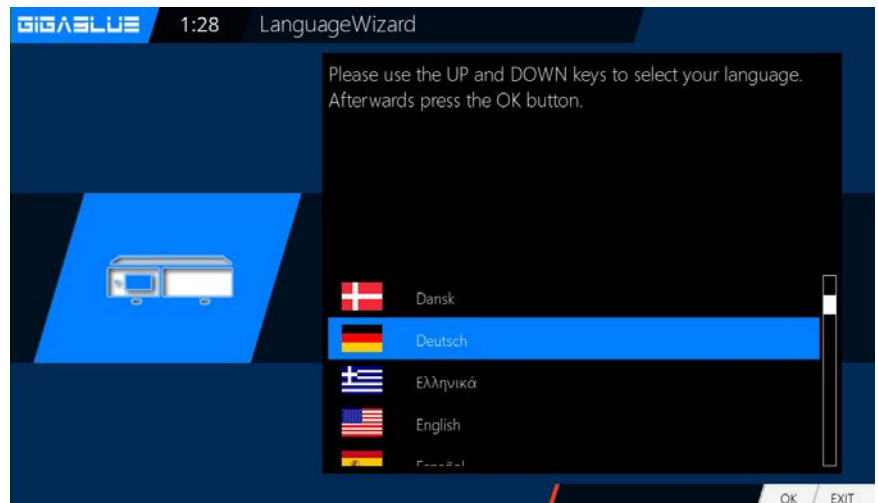 GIGABLUE 1:28 LanguageWizard
Please use the UP and DOWN keys to select your language.
Afterwards press the OK button.
Dansk
Deutsch
Ελληνικά
English
Español
OK / EXIT